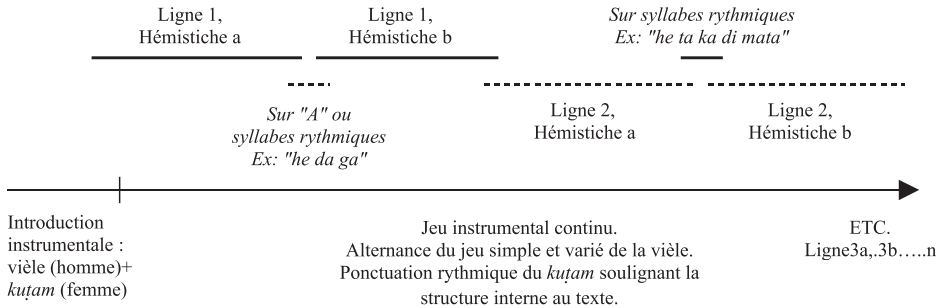 Ligne 1,
Hémistiche a
Ligne 1,
Hémistiche b
Sur syllabes rythmiques
Ex: "he ta ka di mata"
Sur "A" ou
syllabes rythmiques
Ex: "he da ga"
Ligne 2,
Hémistiche a
Ligne 2,
Hémistiche b
Introduction
instrumentale :
vièle (homme)+
kuṭam (femme)
Jeu instrumental continu.
Alternance du jeu simple et varié de la vièle.
Ponctuation rythmique du kuṭam soulignant la
structure interne au texte.
ETC.
Ligne3a,.3b…..n